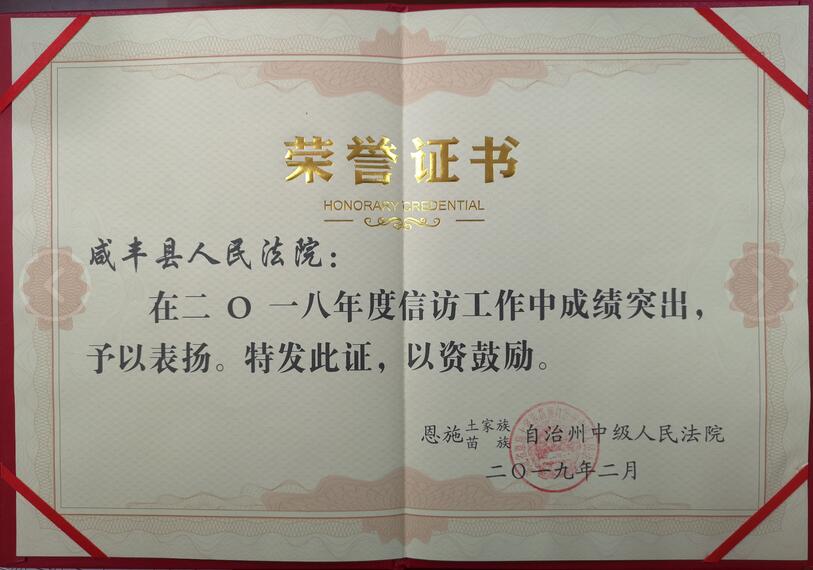 荣誉证书
HONORARY CREDENTIAL
咸丰县人民法院：
在二〇一八年度信访工作中成绩突出，
予以表扬。特发此证，以资鼓励。
恩施土家族苗族自治州中级人民法院
二〇一九年二月